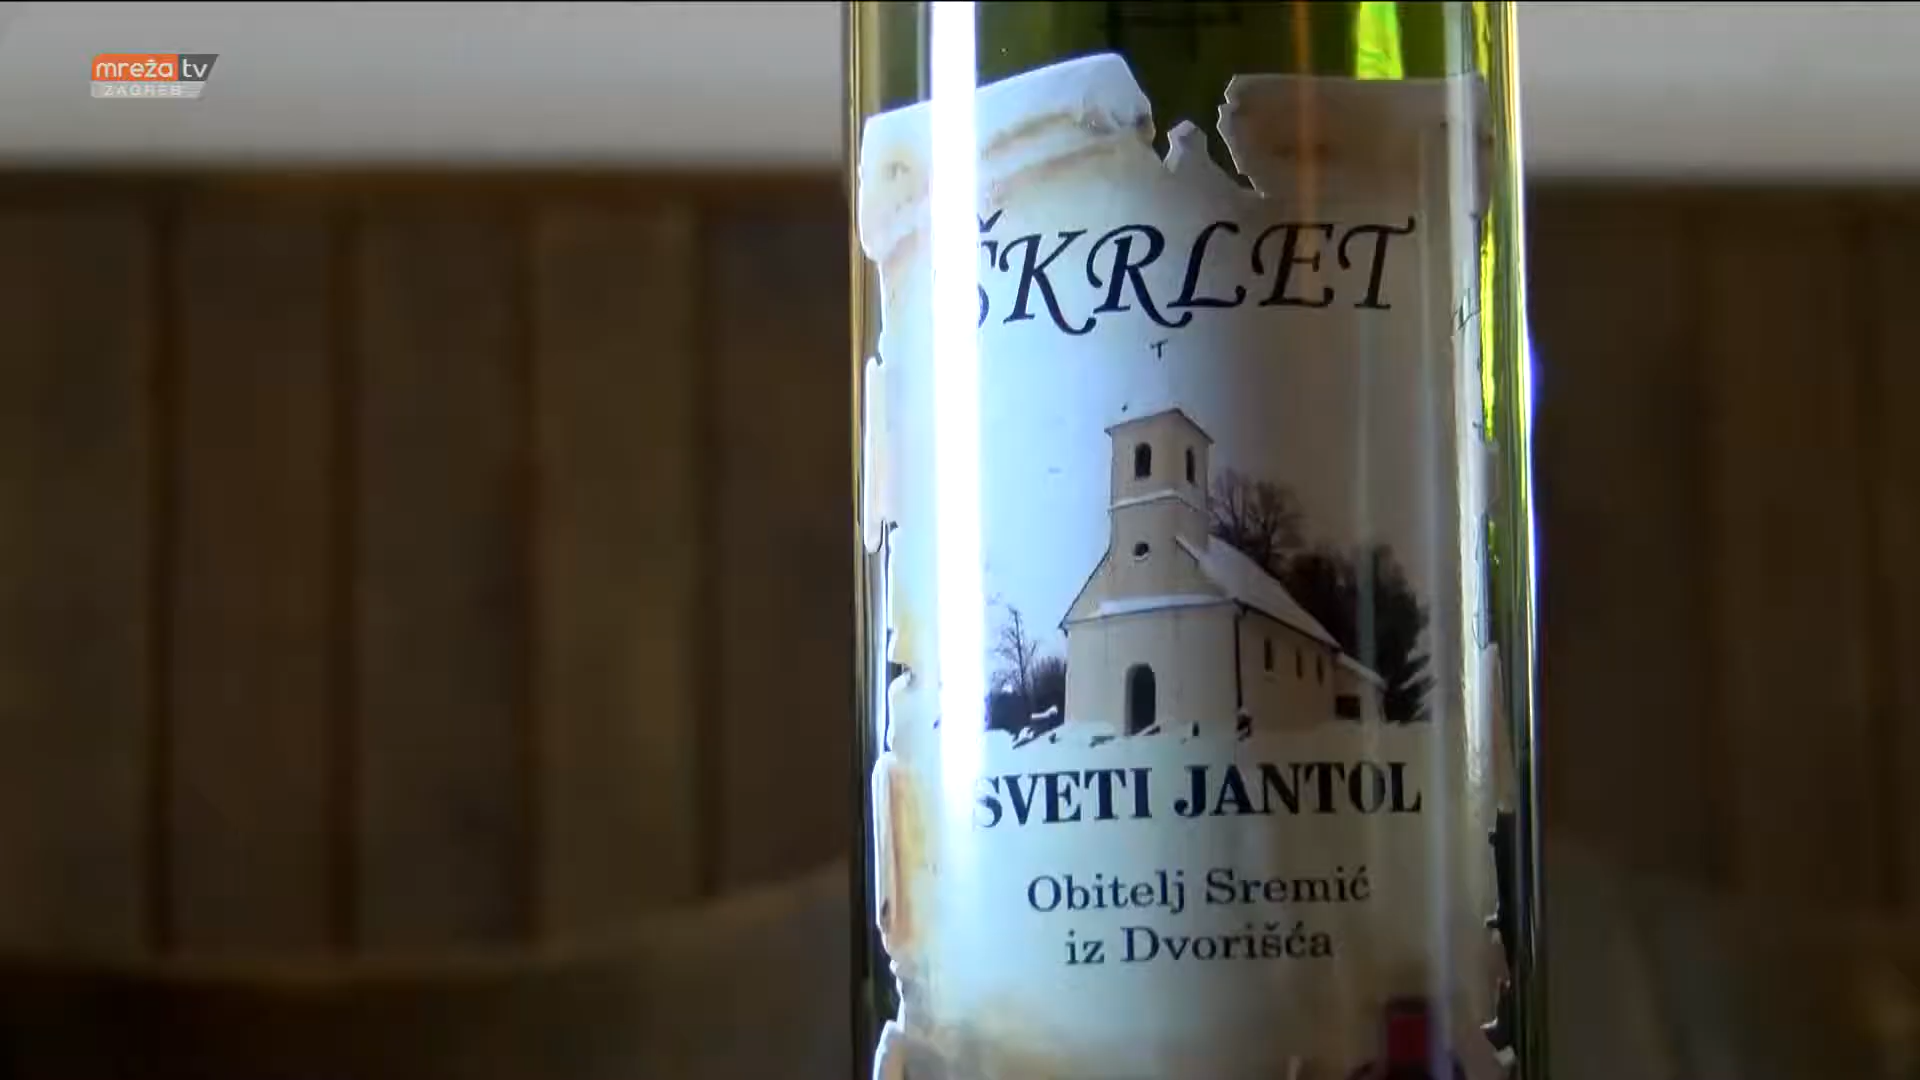 mreža tv
ZAGREB
ŠKRLET
SVETI JANTOL
Obitelj Sremić
iz Dvorišća